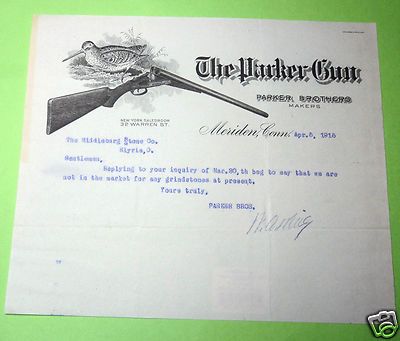 The Parker Gun.
PARKER BROTHERS
MAKERS
NEW YORK SALESROOM
32 WARREN ST.
Meriden, Conn. Apr. 5, 1915
The Middleburg Stone Co.
Elyria, O.
Gentlemen,
Replying to your inquiry of Mar.30,th beg to say that we are
not in the market for any grindstones at present.
Yours truly,
PARKER BROS.